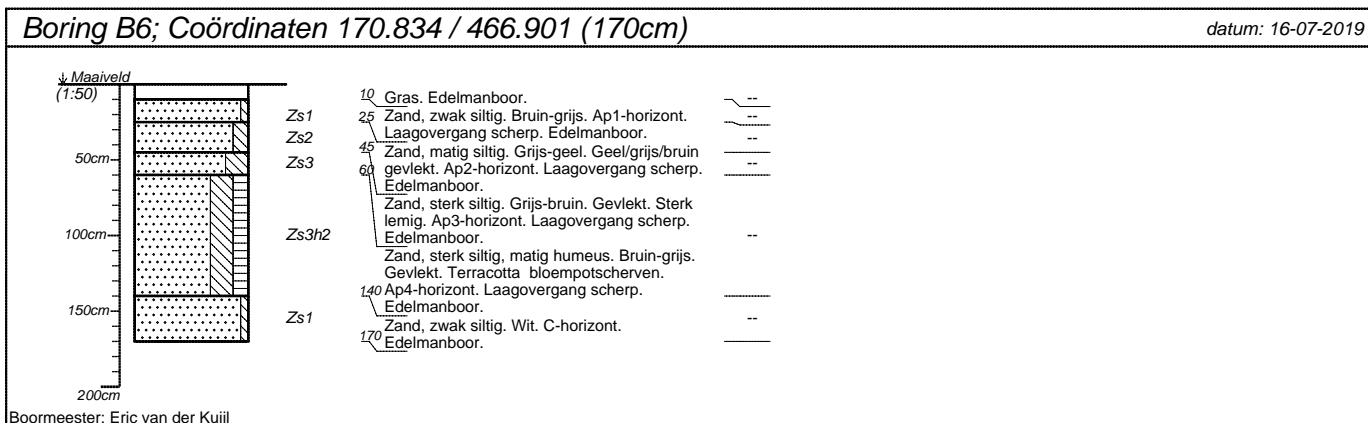 Boring B6; Coördinaten 170.834 / 466.901 (170cm)
datum: 16-07-2019
Maaiveld
(1:50)
50cm
100cm
150cm
200cm
Zs1
Zs2
Zs3
Zs3h2
Zs1
10 Gras. Edelmanboor. --
25 Zand, zwak siltig. Bruin-grijs. Ap1-horizont. --
Laagovergang scherp. Edelmanboor. --
45 Zand, matig siltig. Grijs-geel. Geel/grijs/bruin
60 gevlekt. Ap2-horizont. Laagovergang scherp. --
Edelmanboor.
Zand, sterk siltig. Grijs-bruin. Gevlekt. Sterk
lemig. Ap3-horizont. Laagovergang scherp.
Edelmanboor. --
Zand, sterk siltig, matig humeus. Bruin-grijs.
Gevlekt. Terracotta bloempotscherven.
140 Ap4-horizont. Laagovergang scherp.
Edelmanboor.
Zand, zwak siltig. Wit. C-horizont. --
170 Edelmanboor.
Boormeester: Eric van der Kuijl